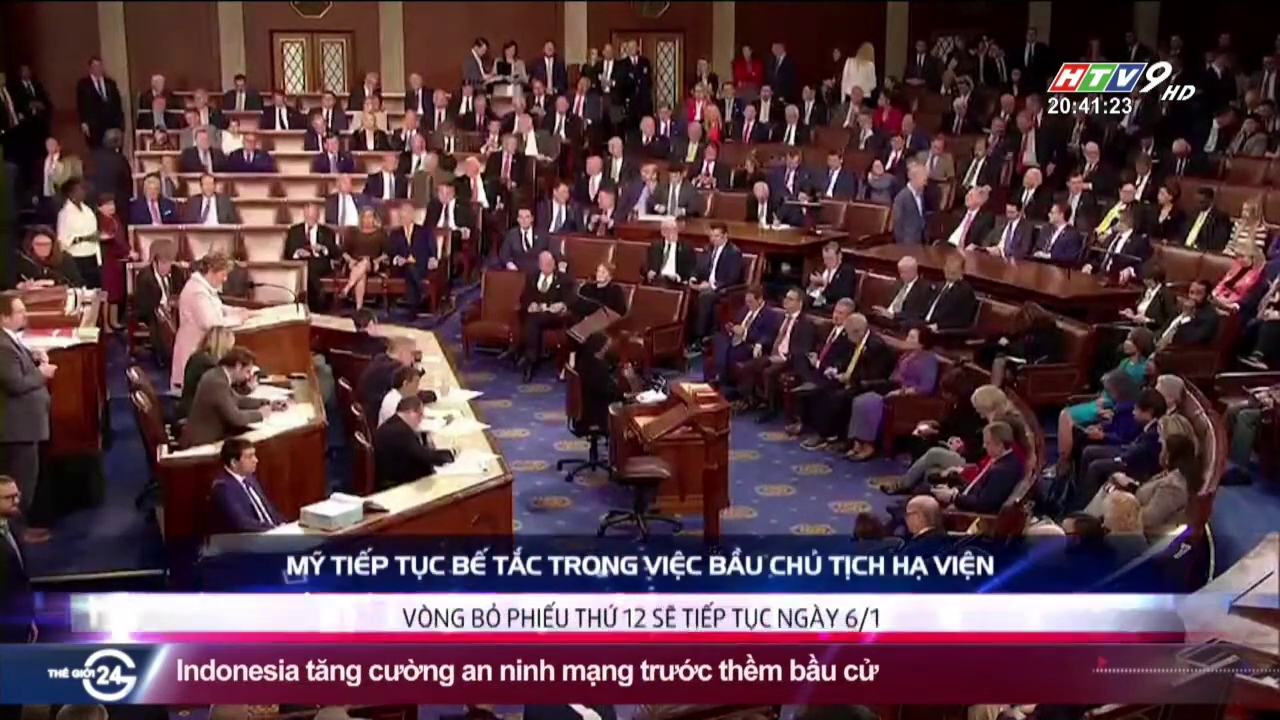 HTV9 HD
20:41:23
MỸ TIẾP TỤC BẾ TẮC TRONG VIỆC BẦU CHỦ TỊCH HẠ VIỆN
VÒNG BỎ PHIẾU THỨ 12 SẼ TIẾP TỤC NGÀY 6/1
THẾ GIỚI 24G
Indonesia tăng cường an ninh mạng trước thềm bầu cử